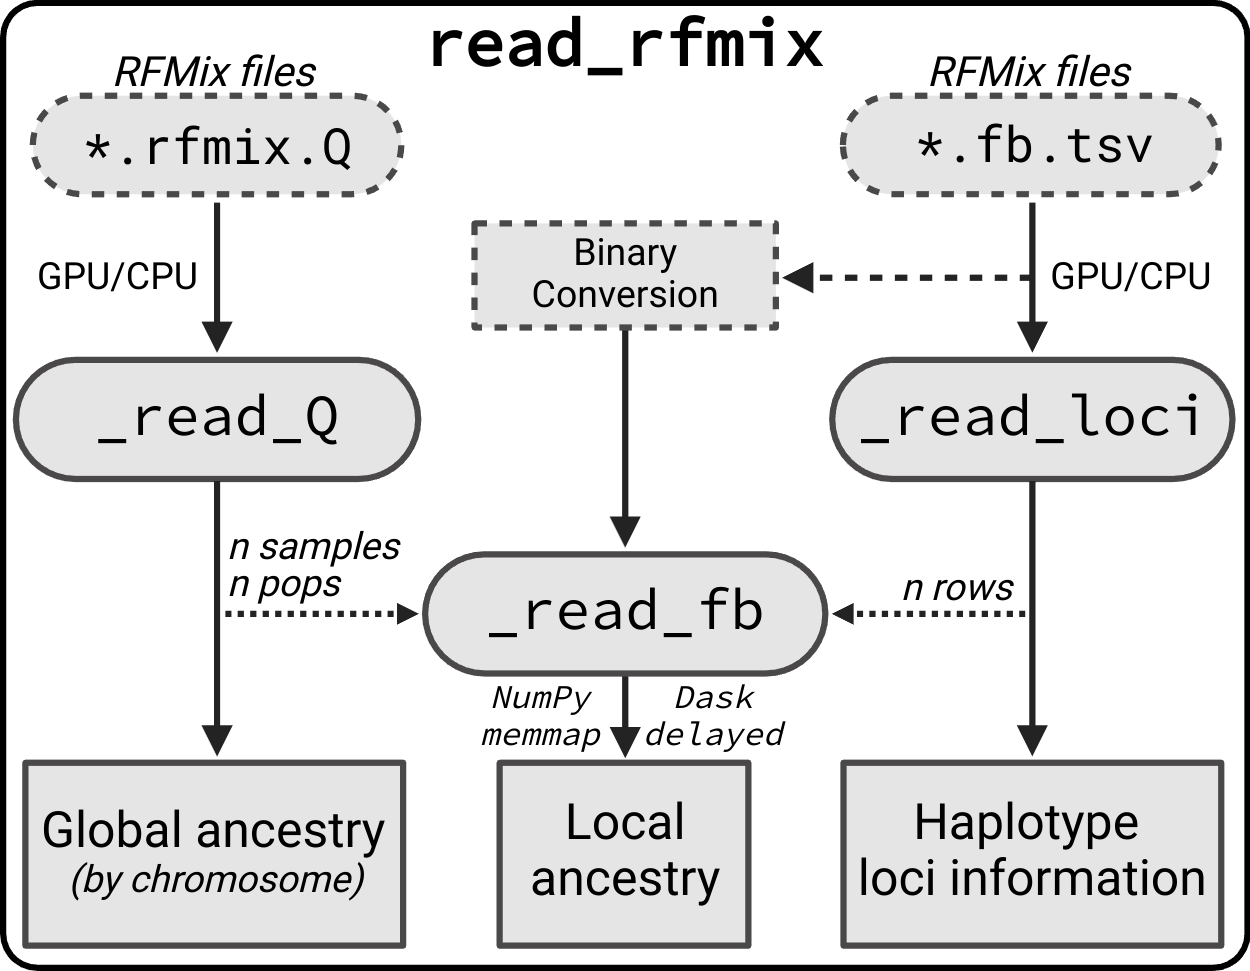 read_rfmix
RFMix files
*.rfmix.Q
RFMix files
*.fb.tsv
GPU/CPU
Binary
Conversion
GPU/CPU
_read_Q
_read_loci
n samples
n pops
_read_fb
n rows
NumPy
memmap
Dask
delayed
Global ancestry
(by chromosome)
Local
ancestry
Haplotype
loci information